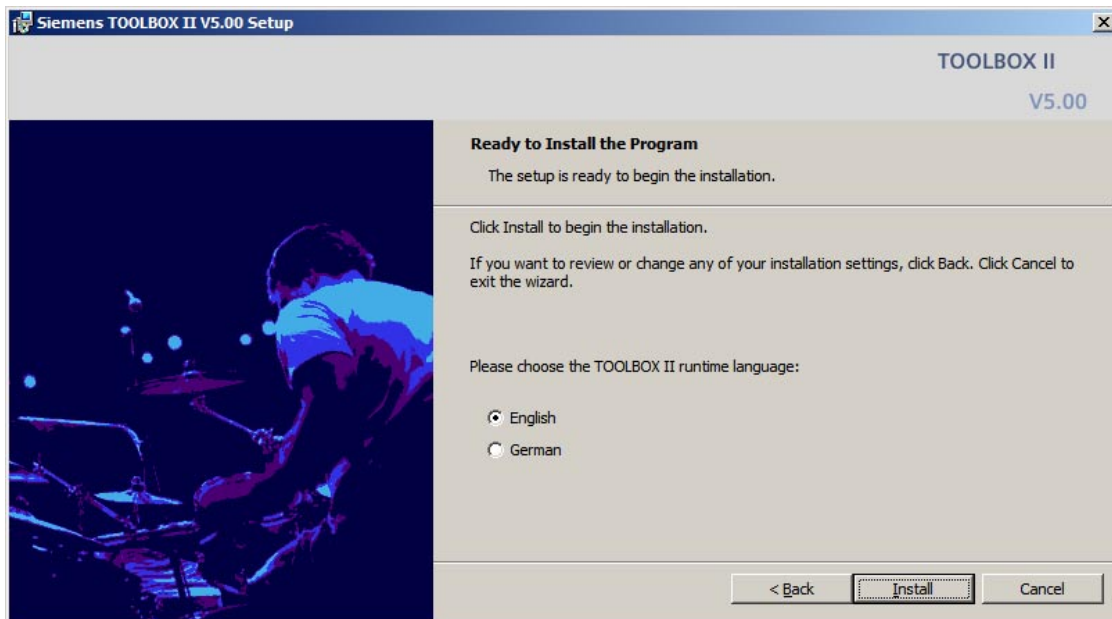 Siemens TOOLBOX II V5.00 Setup
TOOLBOX II
V5.00
Ready to Install the Program
The setup is ready to begin the installation.
Click Install to begin the installation.
If you want to review or change any of your installation settings, click Back. Click Cancel to
exit the wizard.
Please choose the TOOLBOX II runtime language:
English
German
< Back
Install
Cancel